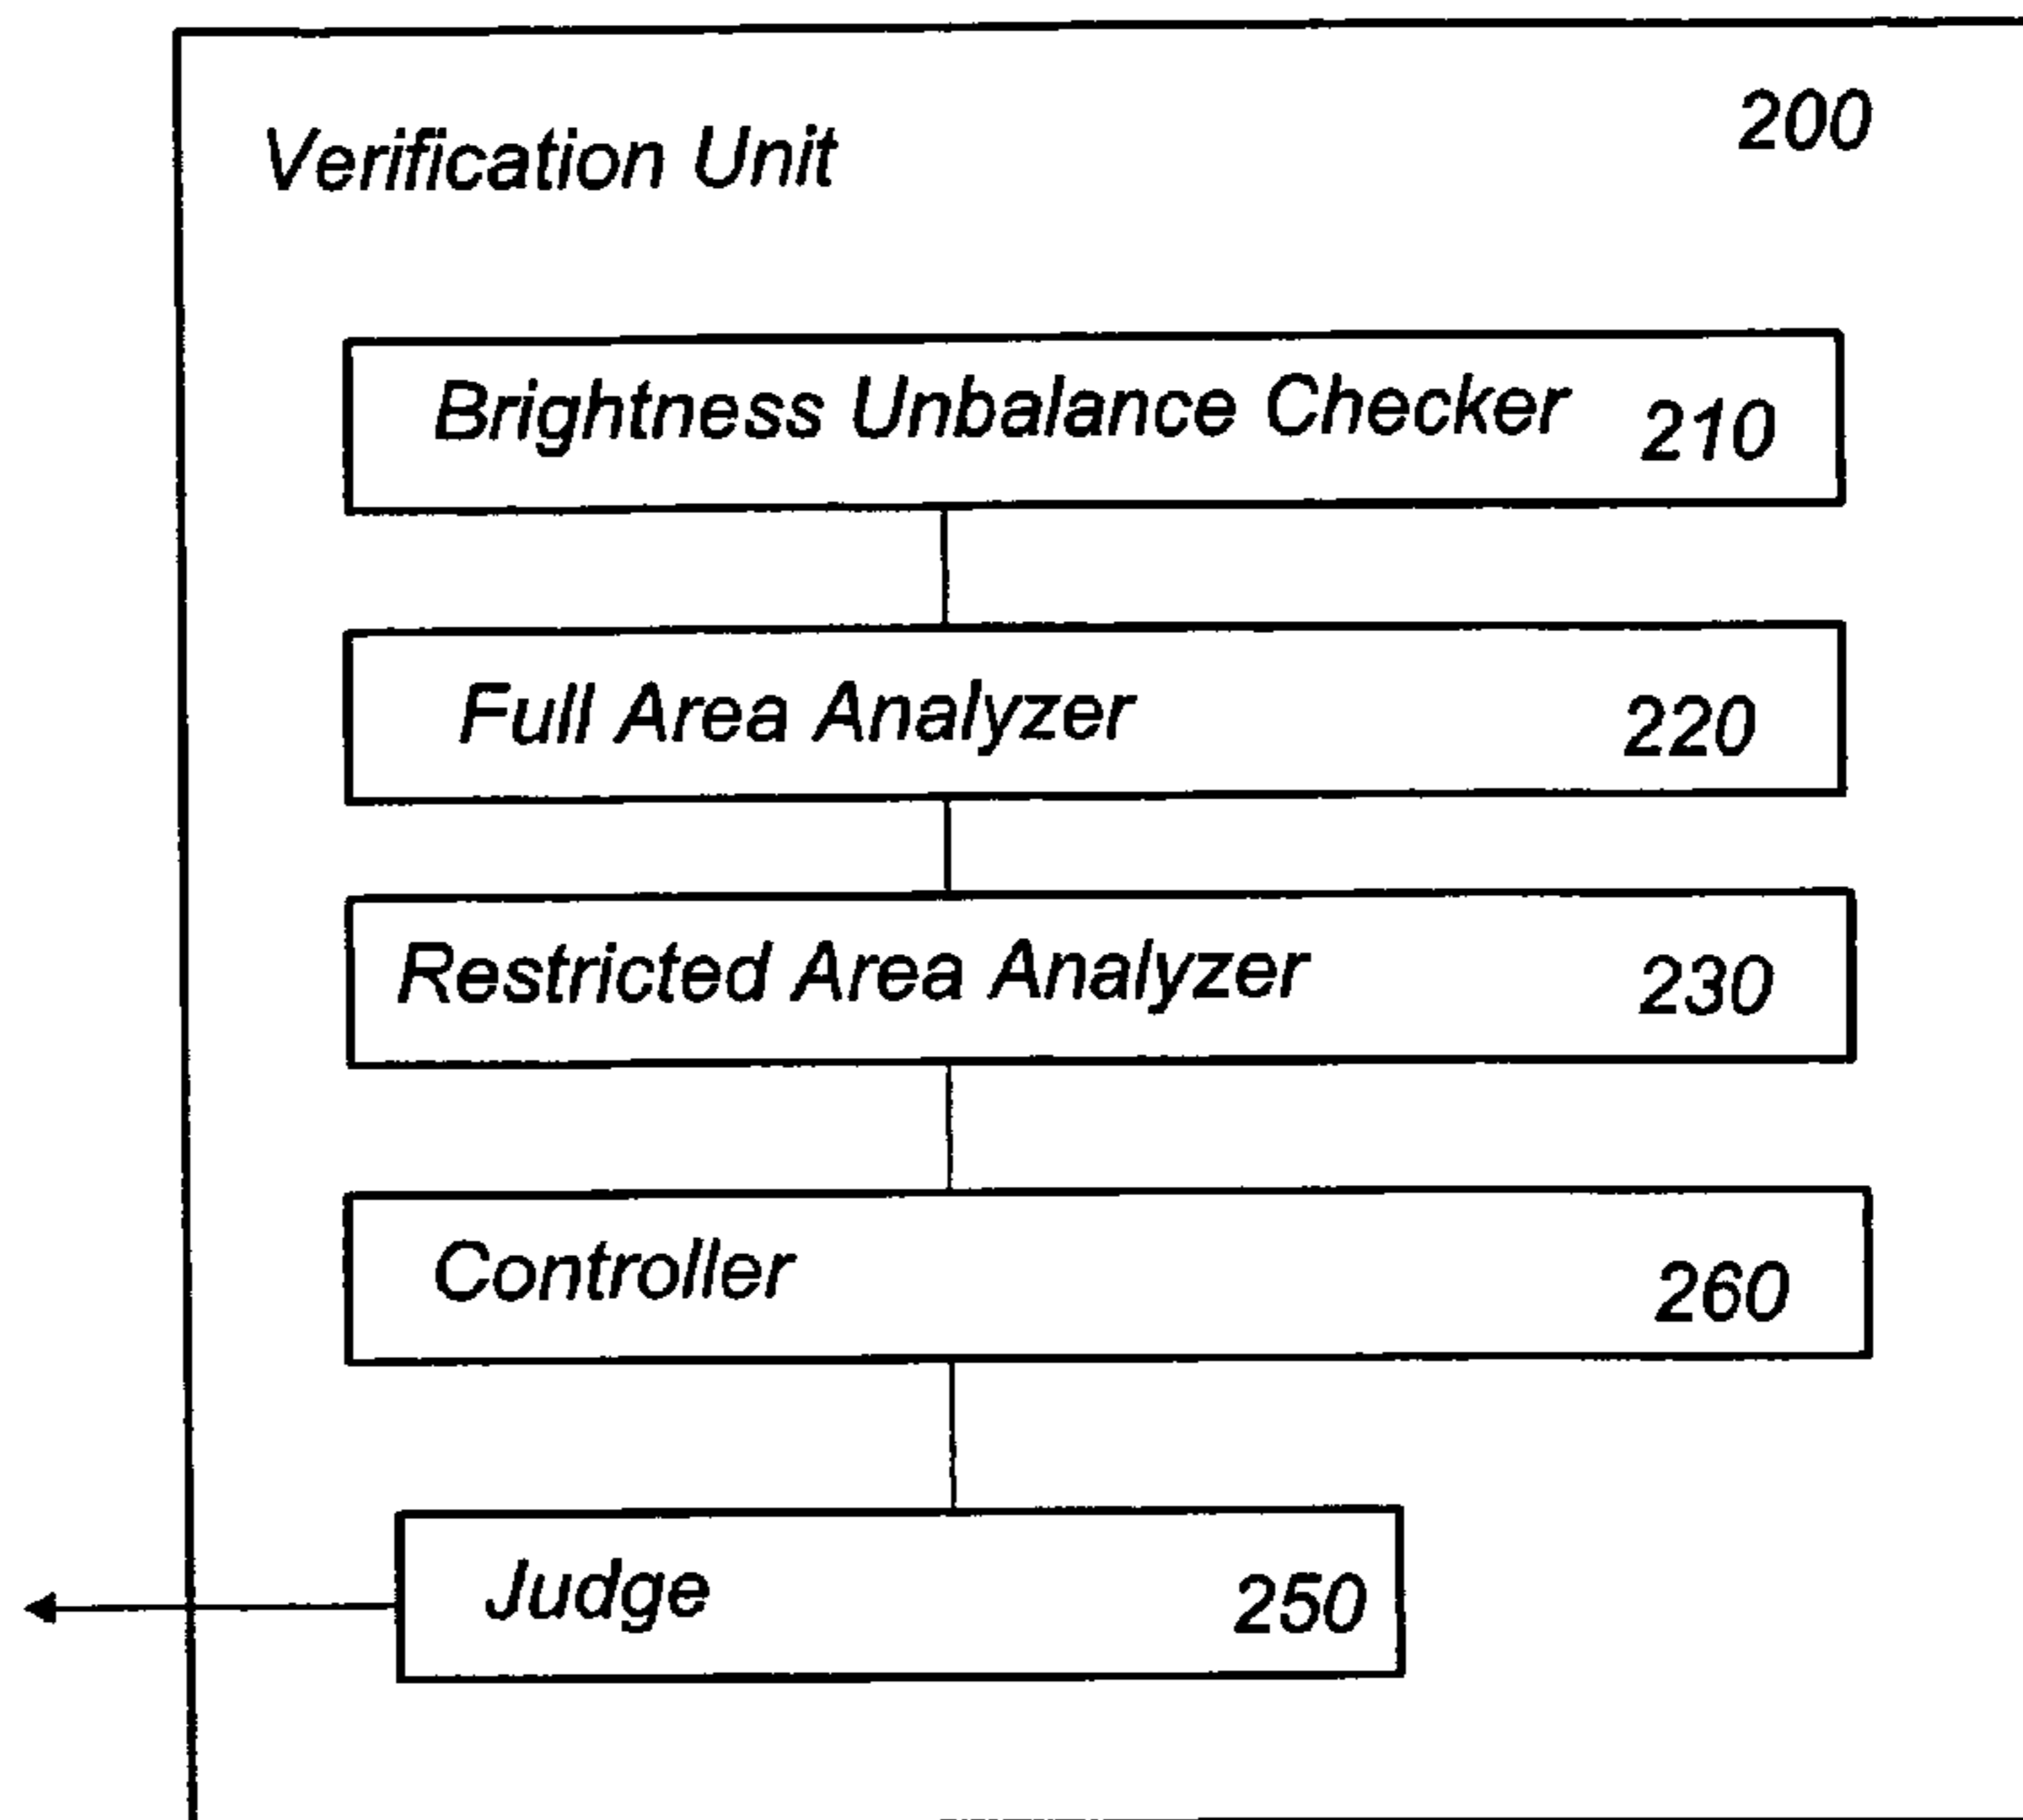 200
Verification Unit
Brightness Unbalance Checker 210
Full Area Analyzer 220
Restricted Area Analyzer 230
Controller 260
Judge 250